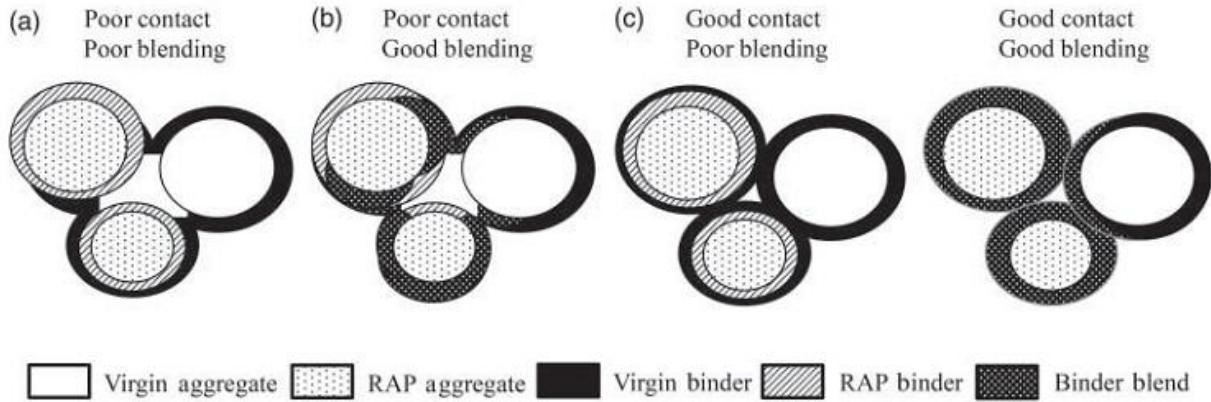 (a) Poor contact
Poor blending
(b) Poor contact
Good blending
(c) Good contact
Poor blending
Good contact
Good blending
Virgin aggregate RAP aggregate Virgin binder RAP binder Binder blend